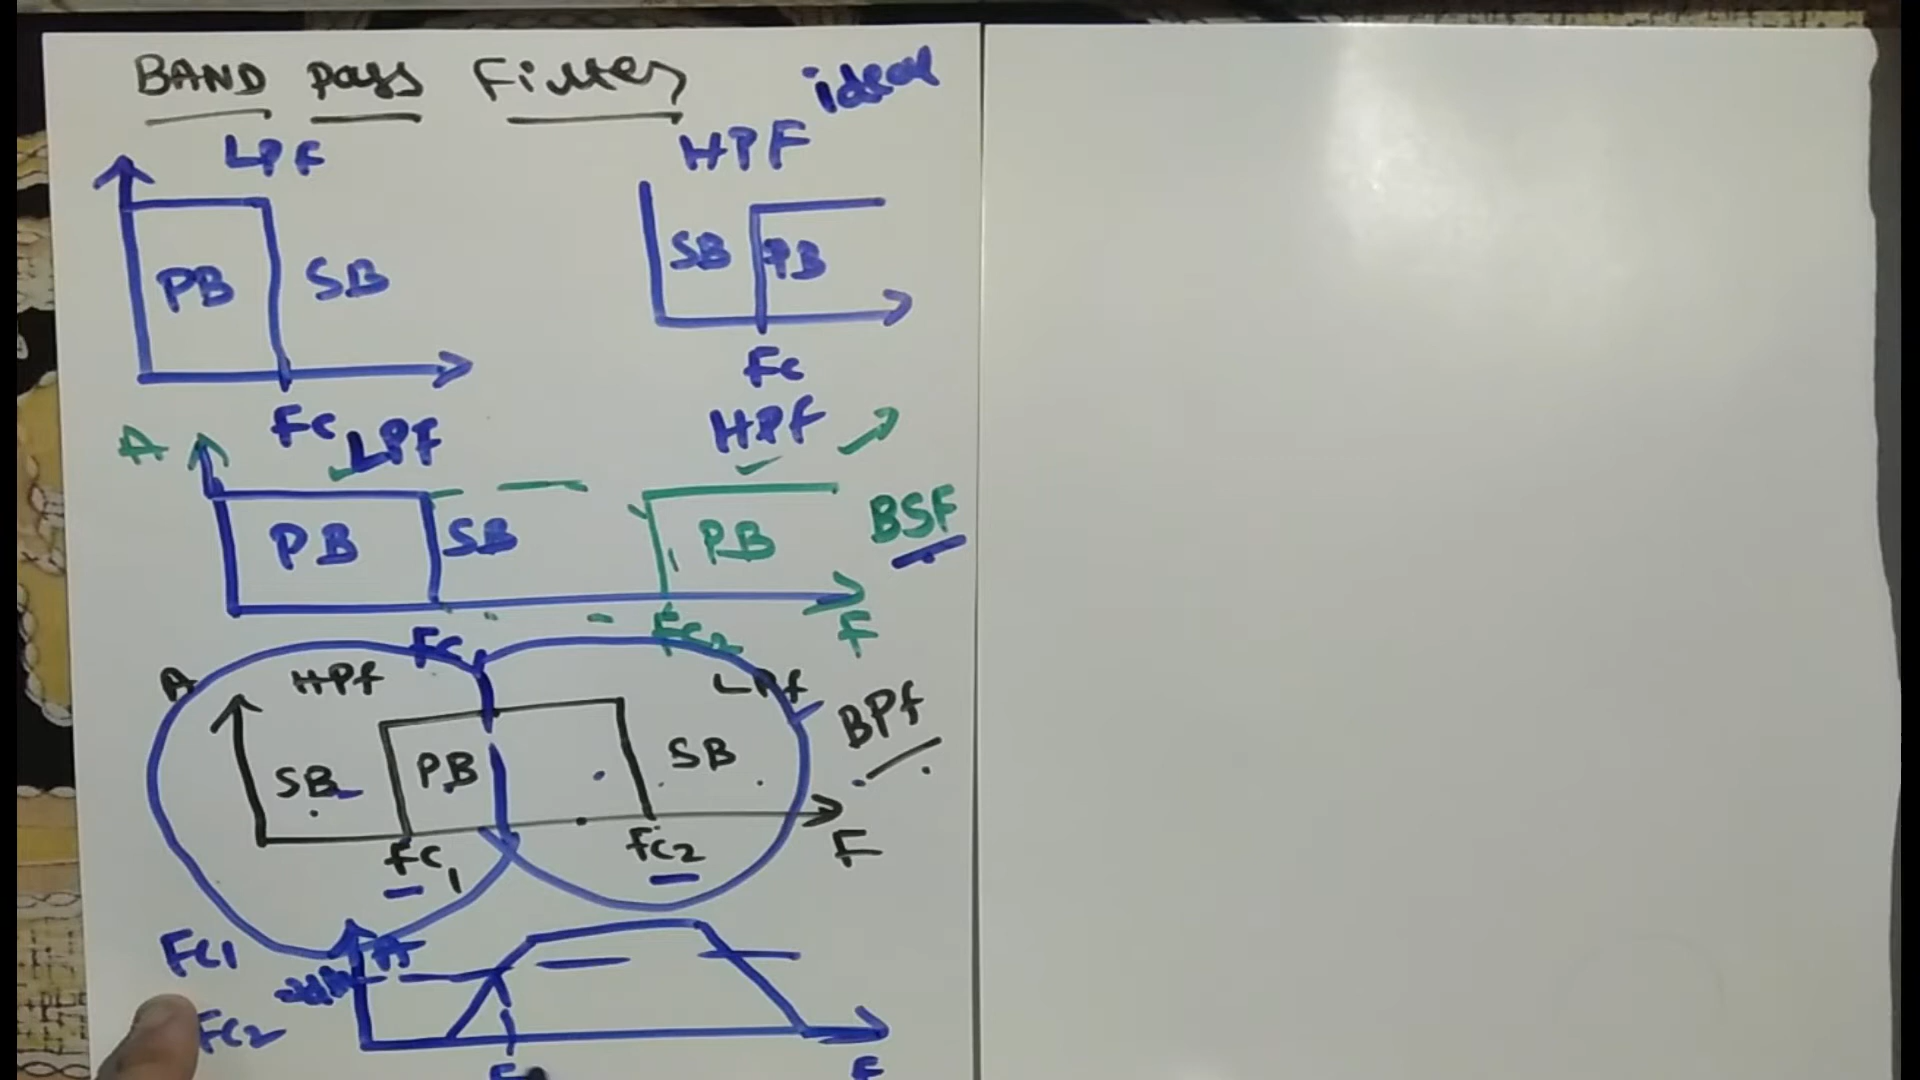 BAND Pass Filter
ideal
LPF
HPF
PB SB
SB PB
Fc
Fc
A LPF
HPF
PB SB PB
BSF
Fc1 Fc2 F
A HPf LPf
BPf
SB PB SB
fc1 fc2 F
Fc1
A
Fc2
F